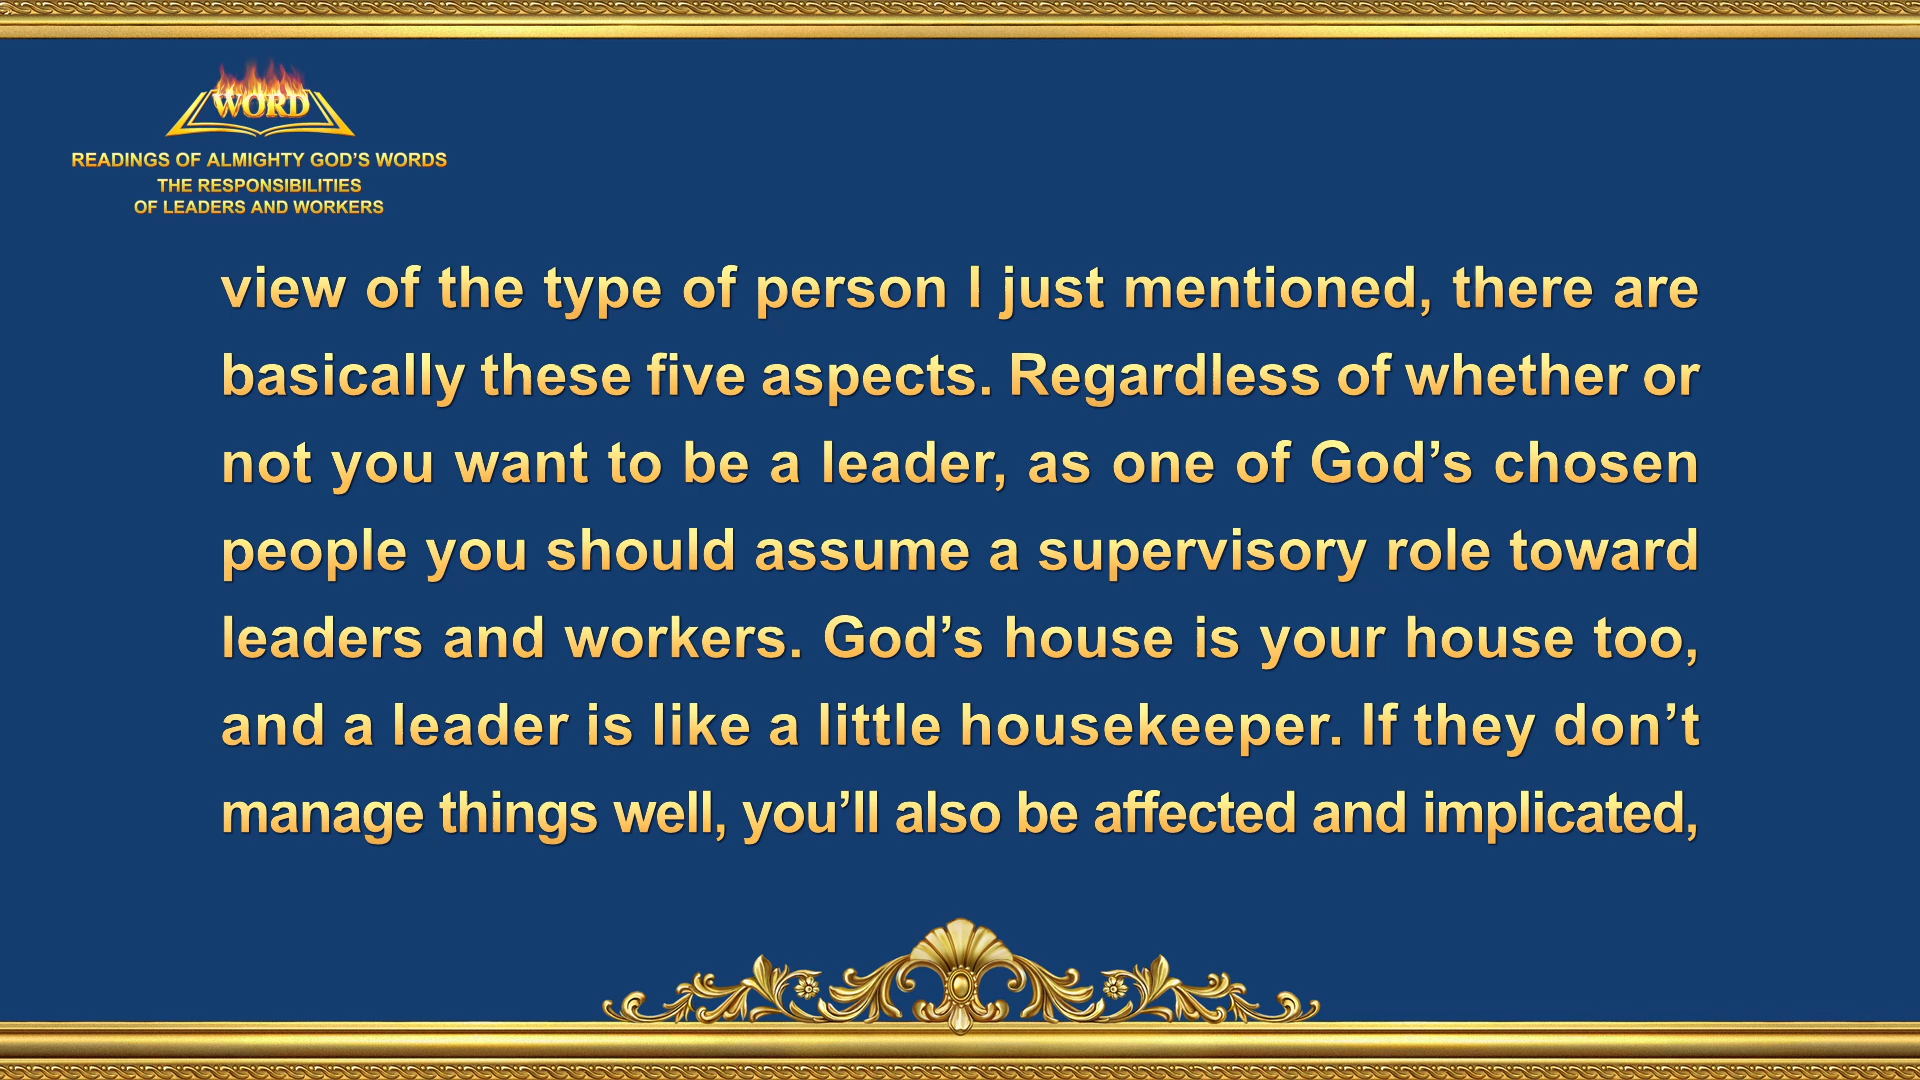 WORD
READINGS OF ALMIGHTY GOD’S WORDS
THE RESPONSIBILITIES
OF LEADERS AND WORKERS
view of the type of person I just mentioned, there are
basically these five aspects. Regardless of whether or
not you want to be a leader, as one of God’s chosen
people you should assume a supervisory role toward
leaders and workers. God’s house is your house too,
and a leader is like a little housekeeper. If they don’t
manage things well, you’ll also be affected and implicated,